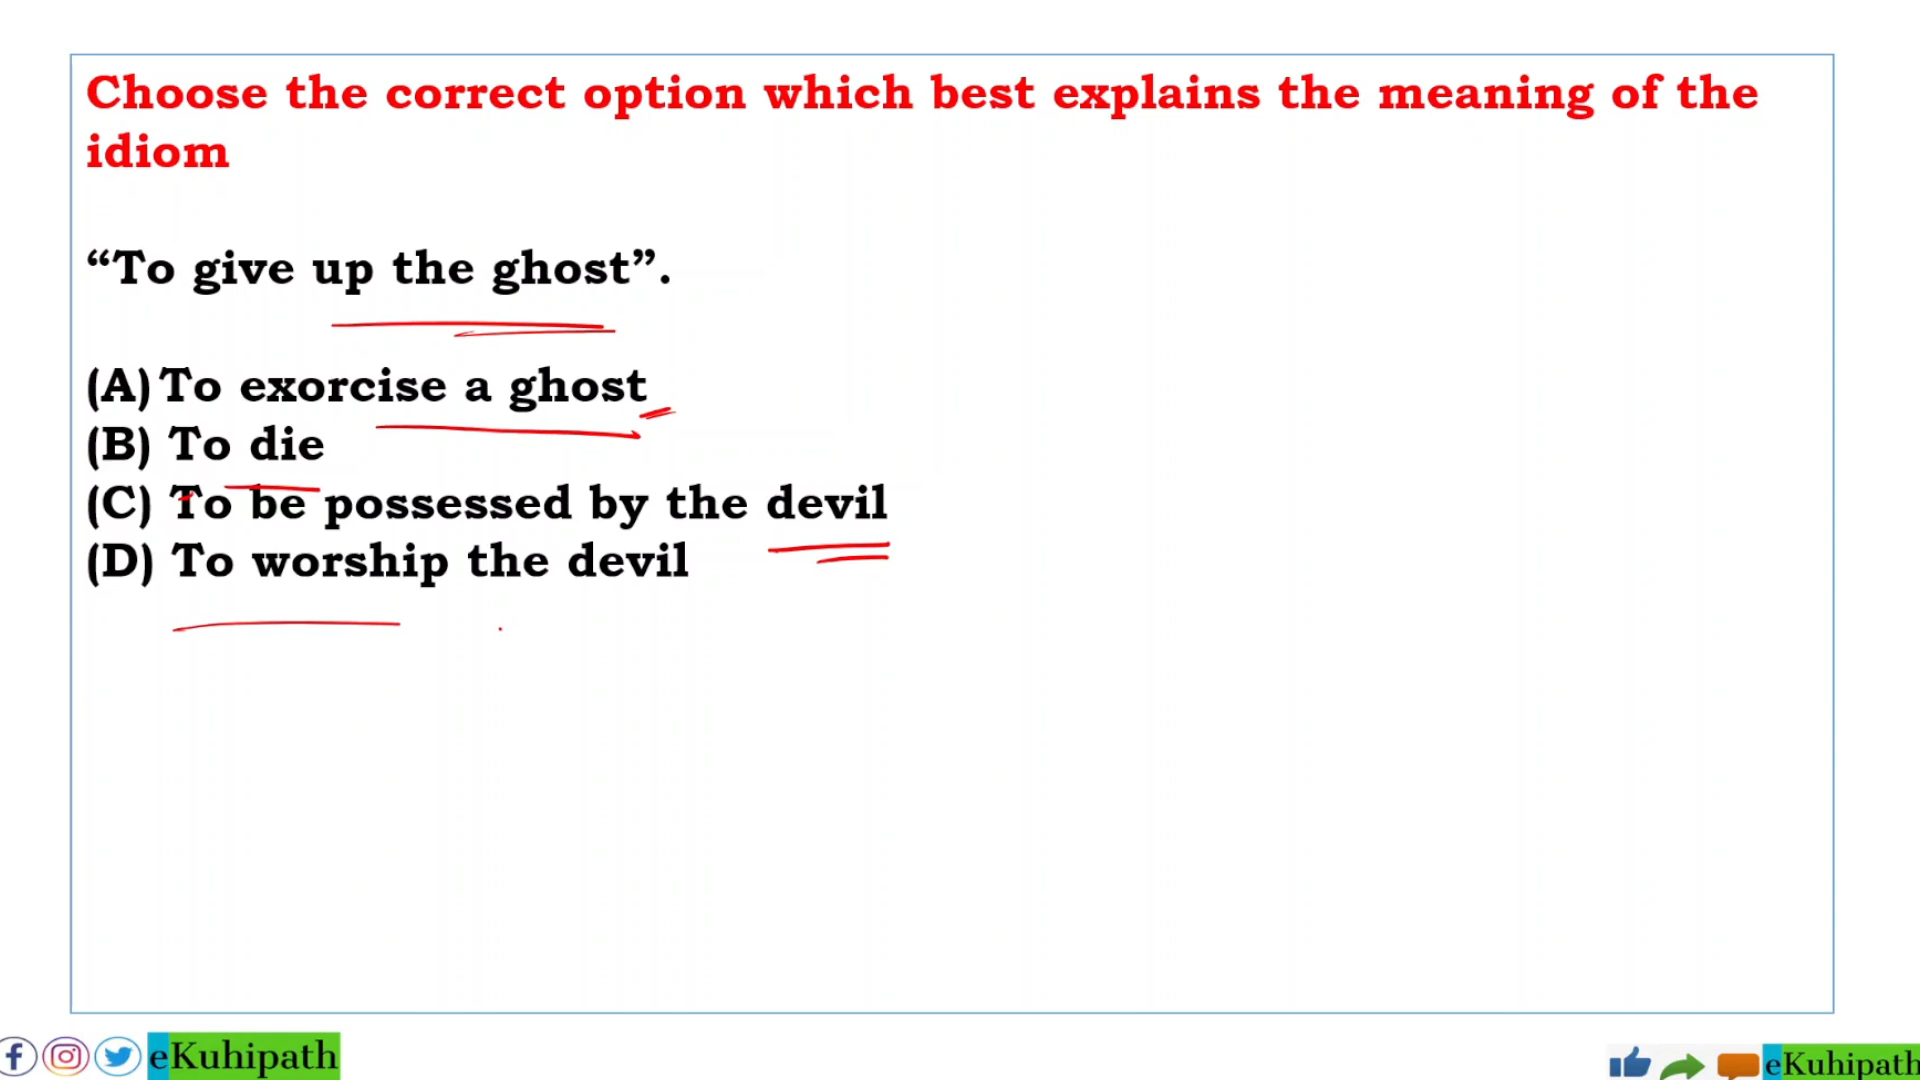 Choose the correct option which best explains the meaning of the
idiom
“To give up the ghost”.
(A) To exorcise a ghost
(B) To die
(C) To be possessed by the devil
(D) To worship the devil
eKuhipath
eKuhipath